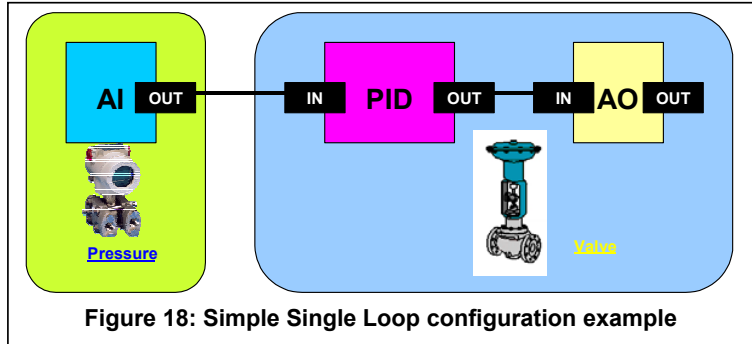 AI OUT IN PID OUT IN AO OUT
Pressure Valve
Figure 18: Simple Single Loop configuration example